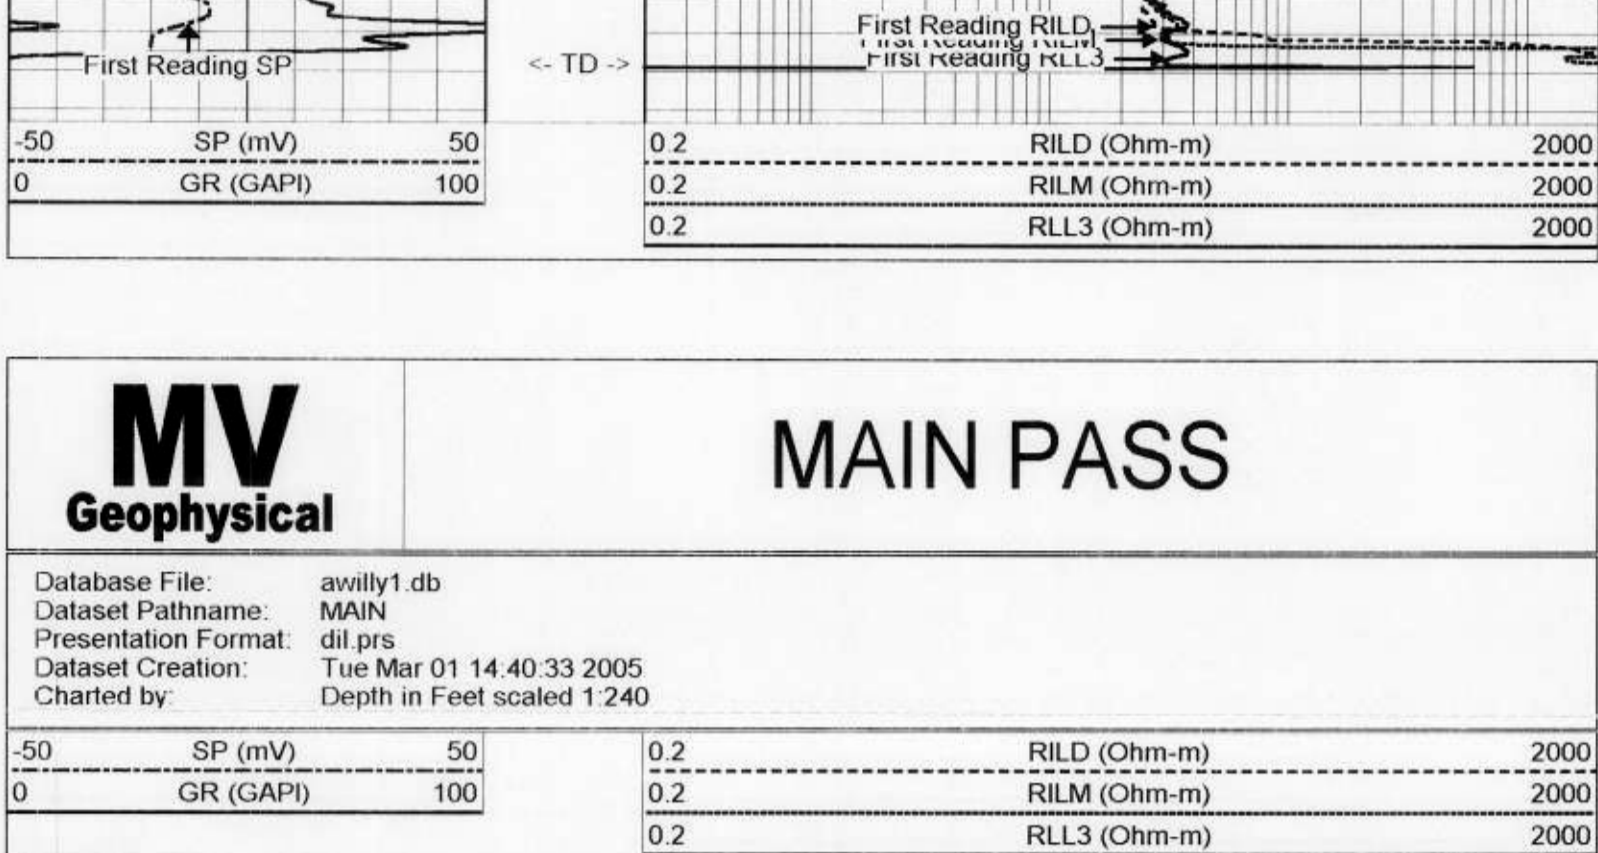 First Reading RILD
First Reading RILM
First Reading RLL3
First Reading SP
<- TD ->
-50 SP (mV) 50
0 GR (GAPI) 100
0.2 RILD (Ohm-m) 2000
0.2 RILM (Ohm-m) 2000
0.2 RLL3 (Ohm-m) 2000
MV
Geophysical
MAIN PASS
Database File: awilly1.db
Dataset Pathname: MAIN
Presentation Format: dil.prs
Dataset Creation: Tue Mar 01 14:40:33 2005
Charted by: Depth in Feet scaled 1:240
-50 SP (mV) 50
0 GR (GAPI) 100
0.2 RILD (Ohm-m) 2000
0.2 RILM (Ohm-m) 2000
0.2 RLL3 (Ohm-m) 2000